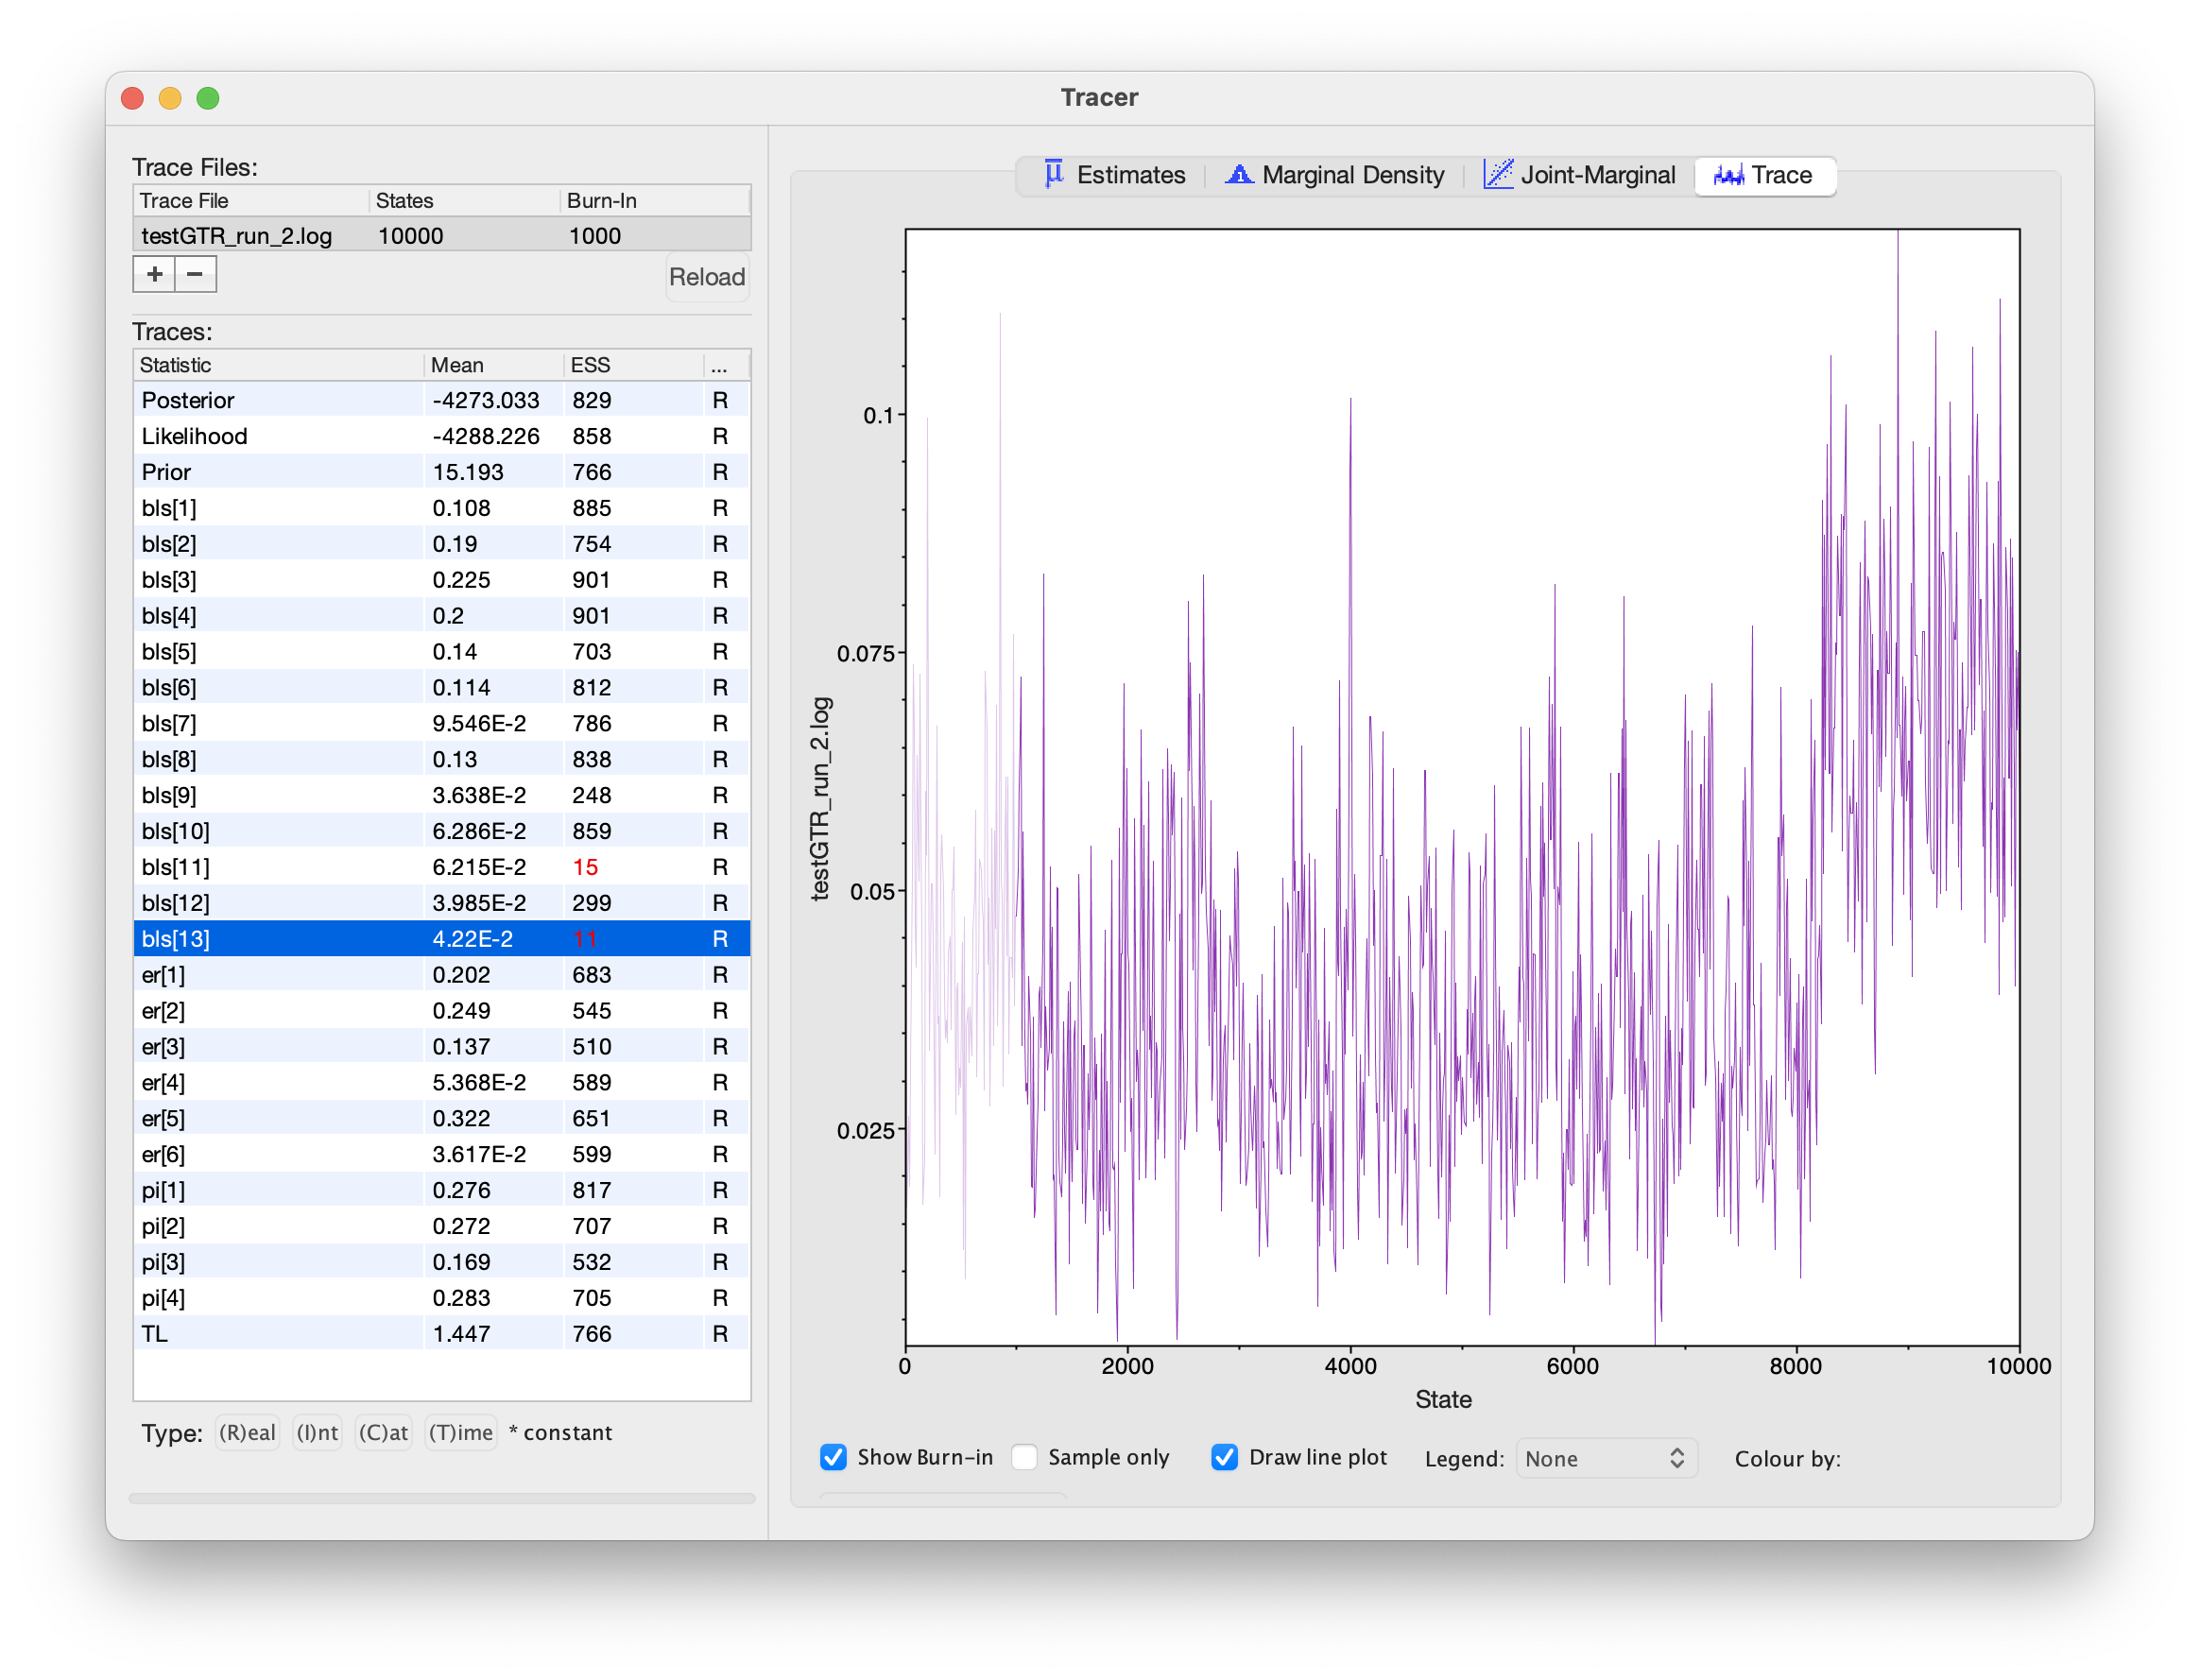 Tracer
Trace Files:
Trace File States Burn-In
testGTR_run_2.log 10000 1000
+ −
Reload
Traces:
Statistic Mean ESS ...
Posterior -4273.033 829 R
Likelihood -4288.226 858 R
Prior 15.193 766 R
bls[1] 0.108 885 R
bls[2] 0.19 754 R
bls[3] 0.225 901 R
bls[4] 0.2 901 R
bls[5] 0.14 703 R
bls[6] 0.114 812 R
bls[7] 9.546E-2 786 R
bls[8] 0.13 838 R
bls[9] 3.638E-2 248 R
bls[10] 6.286E-2 859 R
bls[11] 6.215E-2 15 R
bls[12] 3.985E-2 299 R
bls[13] 4.22E-2 11 R
er[1] 0.202 683 R
er[2] 0.249 545 R
er[3] 0.137 510 R
er[4] 5.368E-2 589 R
er[5] 0.322 651 R
er[6] 3.617E-2 599 R
pi[1] 0.276 817 R
pi[2] 0.272 707 R
pi[3] 0.169 532 R
pi[4] 0.283 705 R
TL 1.447 766 R
Type: (R)eal (I)nt (C)at (T)ime * constant
Estimates Marginal Density Joint-Marginal Trace
0.1
0.075
0.05
0.025
testGTR_run_2.log
0 2000 4000 6000 8000 10000
State
Show Burn-in Sample only Draw line plot Legend: None Colour by: